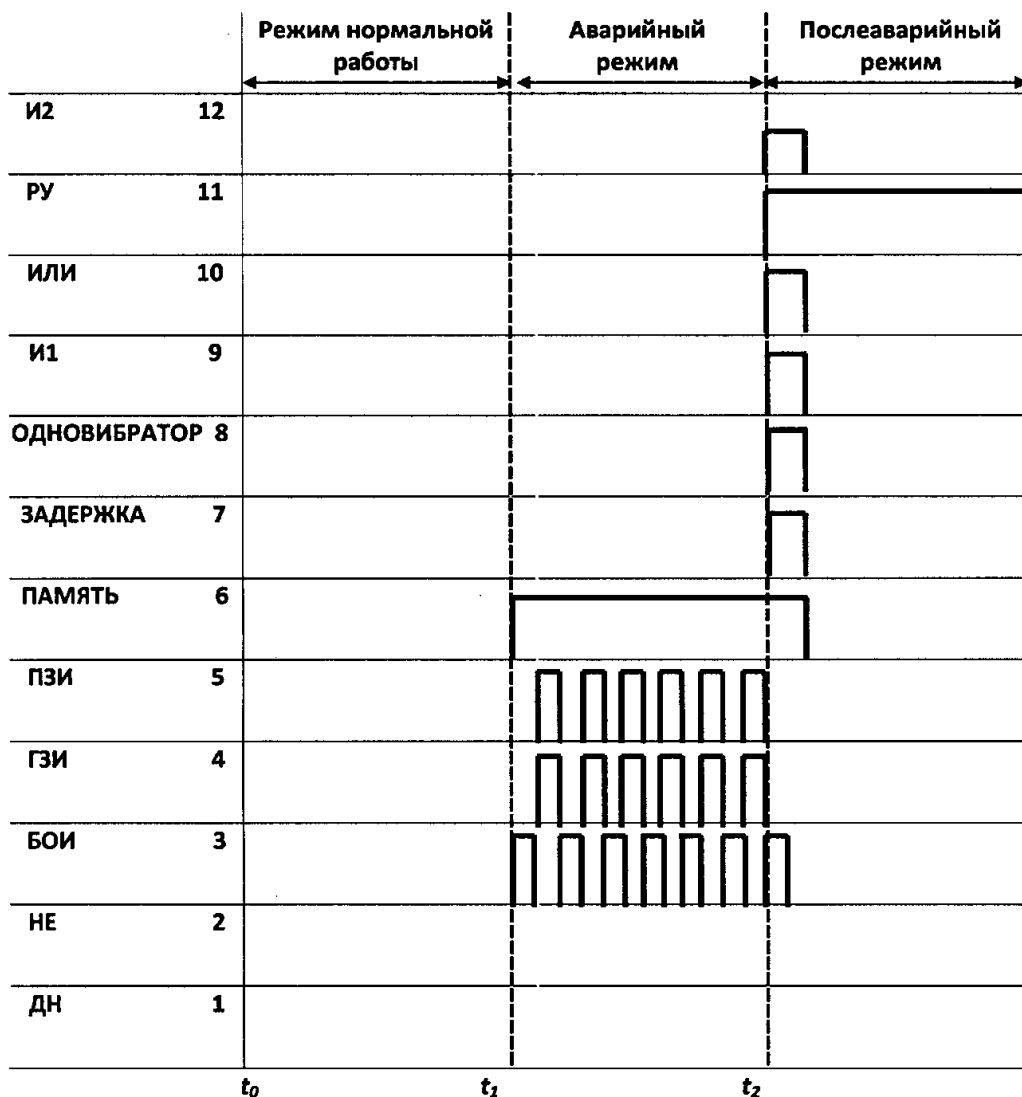 Режим нормальной работы
Аварийный режим
Послеаварийный режим
И2 12
РУ 11
ИЛИ 10
И1 9
ОДНОВИБРАТОР 8
ЗАДЕРЖКА 7
ПАМЯТЬ 6
ПЗИ 5
ГЗИ 4
БОИ 3
НЕ 2
ДН 1
t₀ t₁ t₂